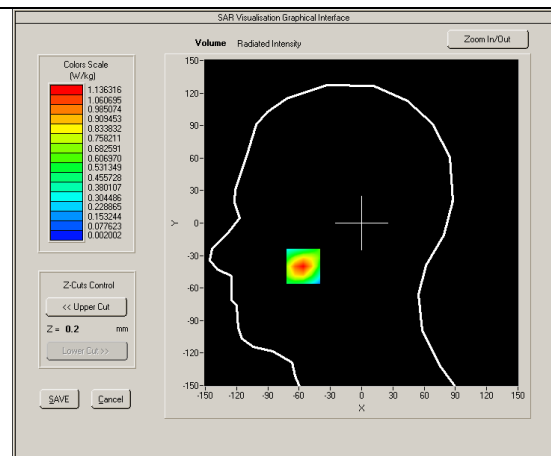 SAR Visualisation Graphical Interface
Volume Radiated Intensity
Zoom In/Out
Colors Scale
(W/kg)
1.136316
1.060695
0.985074
0.909453
0.833832
0.758211
0.682591
0.606970
0.531349
0.455728
0.380107
0.304486
0.228865
0.153244
0.077623
0.002002
Z-Cuts Control
<< Upper Cut
Z = 0.2 mm
Lower Cut >>
SAVE Cancel
150
120
90
60
30
0
-30
-60
-90
-120
-150
Y
-150 -120 -90 -60 -30 0 30 60 90 120 150
X